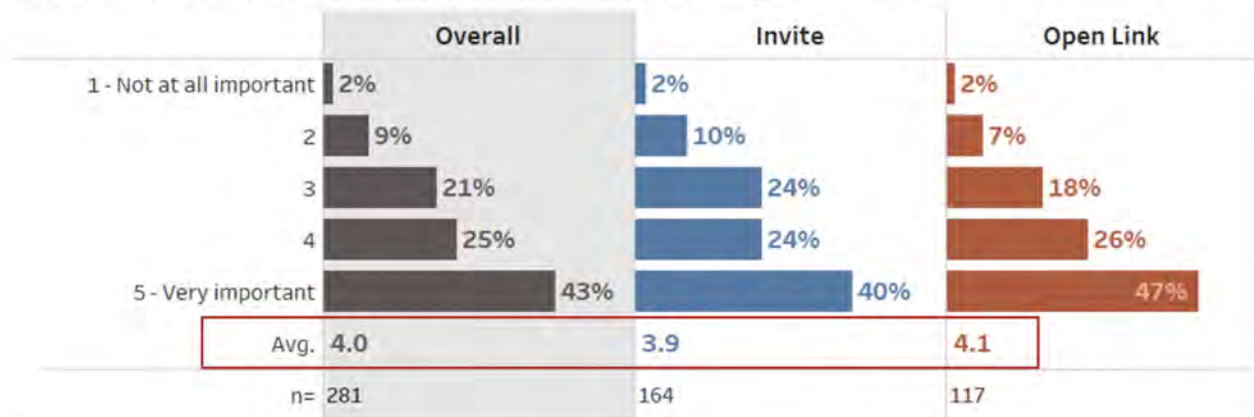 Overall Invite Open Link
1 - Not at all important 2% 2% 2%
2 9% 10% 7%
3 21% 24% 18%
4 25% 24% 26%
5 - Very important 43% 40% 47%
Avg. 4.0 3.9 4.1
n= 281 164 117